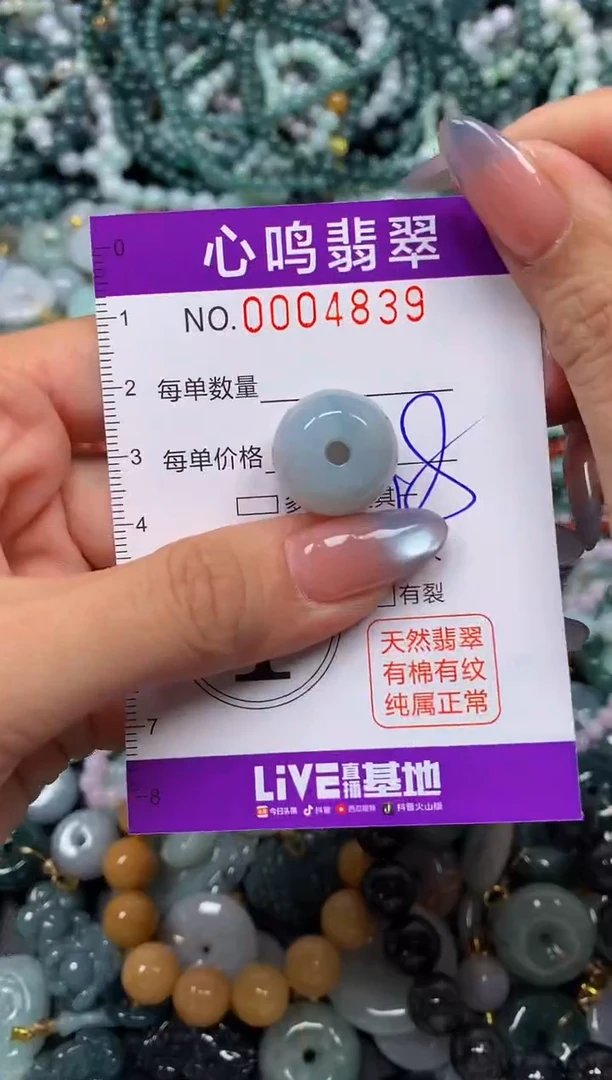 心鸣翡翠
NO.0004839
每单数量
每单价格
有裂
天然翡翠
有棉有纹
纯属正常
LiVE直播基地
今日头条 抖音 西瓜视频 抖音火山版
0
1
2
3
4
7
8